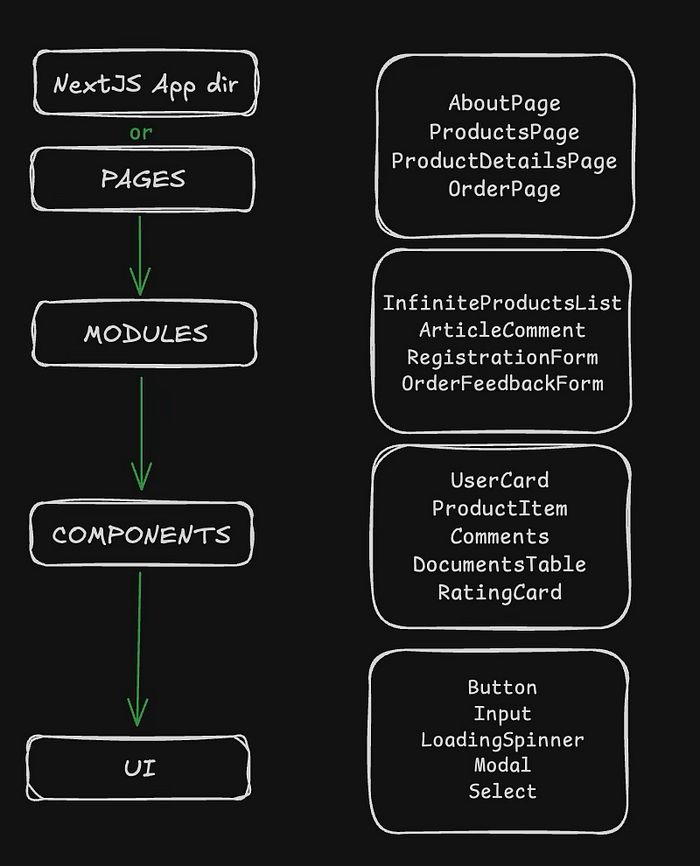 NextJS App dir
or
PAGES
AboutPage
ProductsPage
ProductDetailsPage
OrderPage
MODULES
InfiniteProductsList
ArticleComment
RegistrationForm
OrderFeedbackForm
COMPONENTS
UserCard
ProductItem
Comments
DocumentsTable
RatingCard
UI
Button
Input
LoadingSpinner
Modal
Select